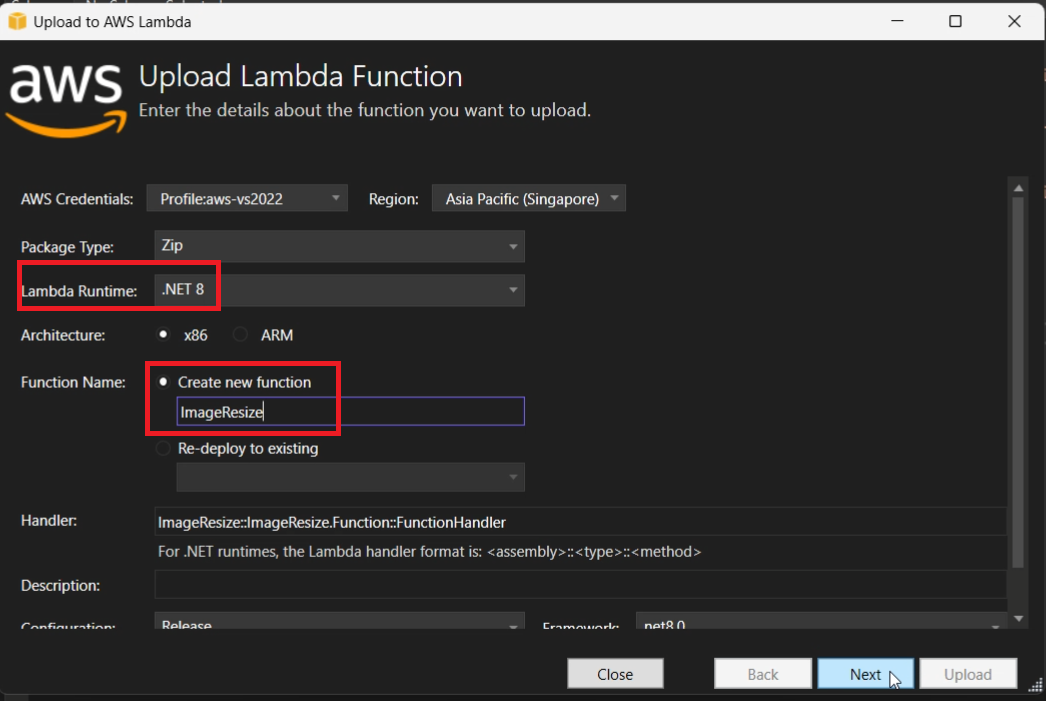 Upload to AWS Lambda
aws
Upload Lambda Function
Enter the details about the function you want to upload.
AWS Credentials: Profile:aws-vs2022 Region: Asia Pacific (Singapore)
Package Type: Zip
Lambda Runtime: .NET 8
Architecture: x86 ARM
Function Name: Create new function
ImageResize
Re-deploy to existing
Handler: ImageResize::ImageResize.Function::FunctionHandler
For .NET runtimes, the Lambda handler format is: <assembly>::<type>::<method>
Description:
Configuration: Release Framework: net8.0
Close Back Next Upload